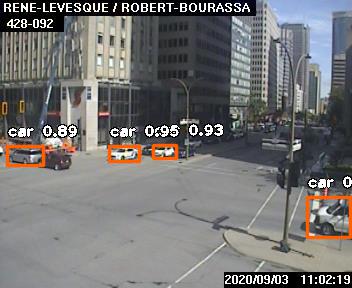 RENE-LEVESQUE / ROBERT-BOURASSA
428-092
car 0.89
car 0.95 0.93
car 0
2020/09/03 11:02:19